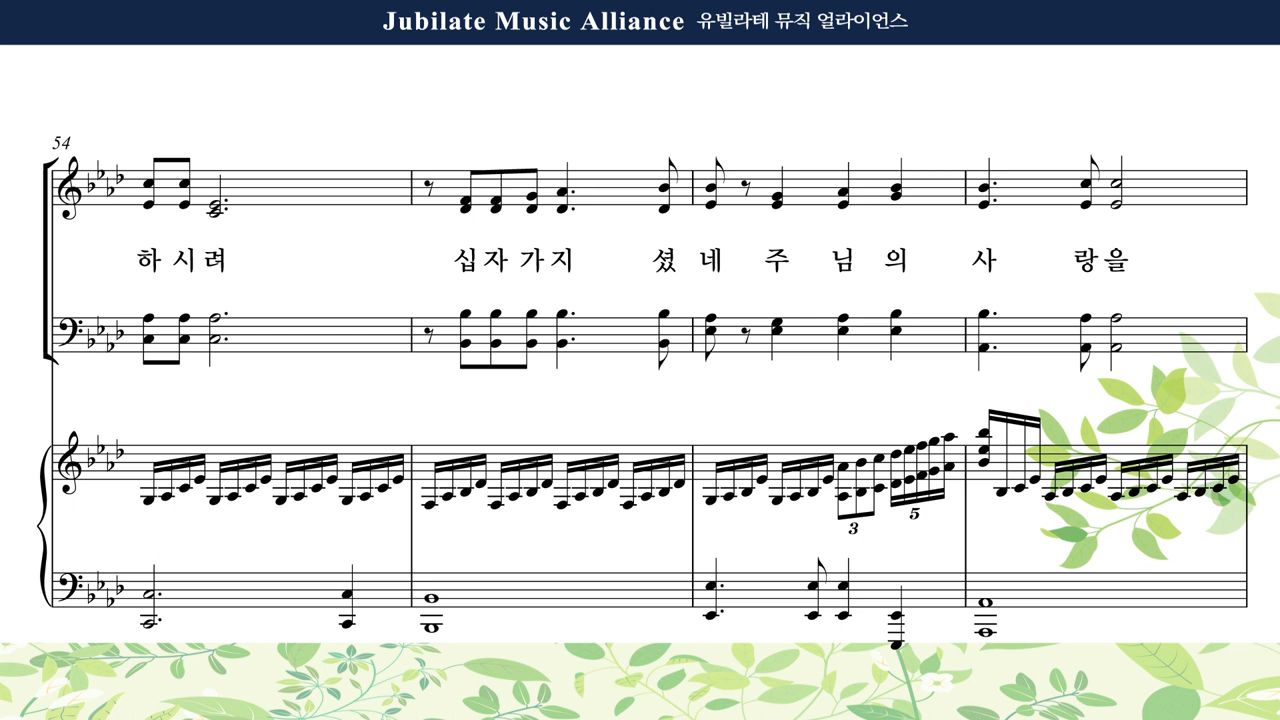 Jubilate Music Alliance 유빌라테 뮤직 얼라이언스
54
하 시 려 십 자 가 지 셨 네 주 님 의 사 랑 을
3 5